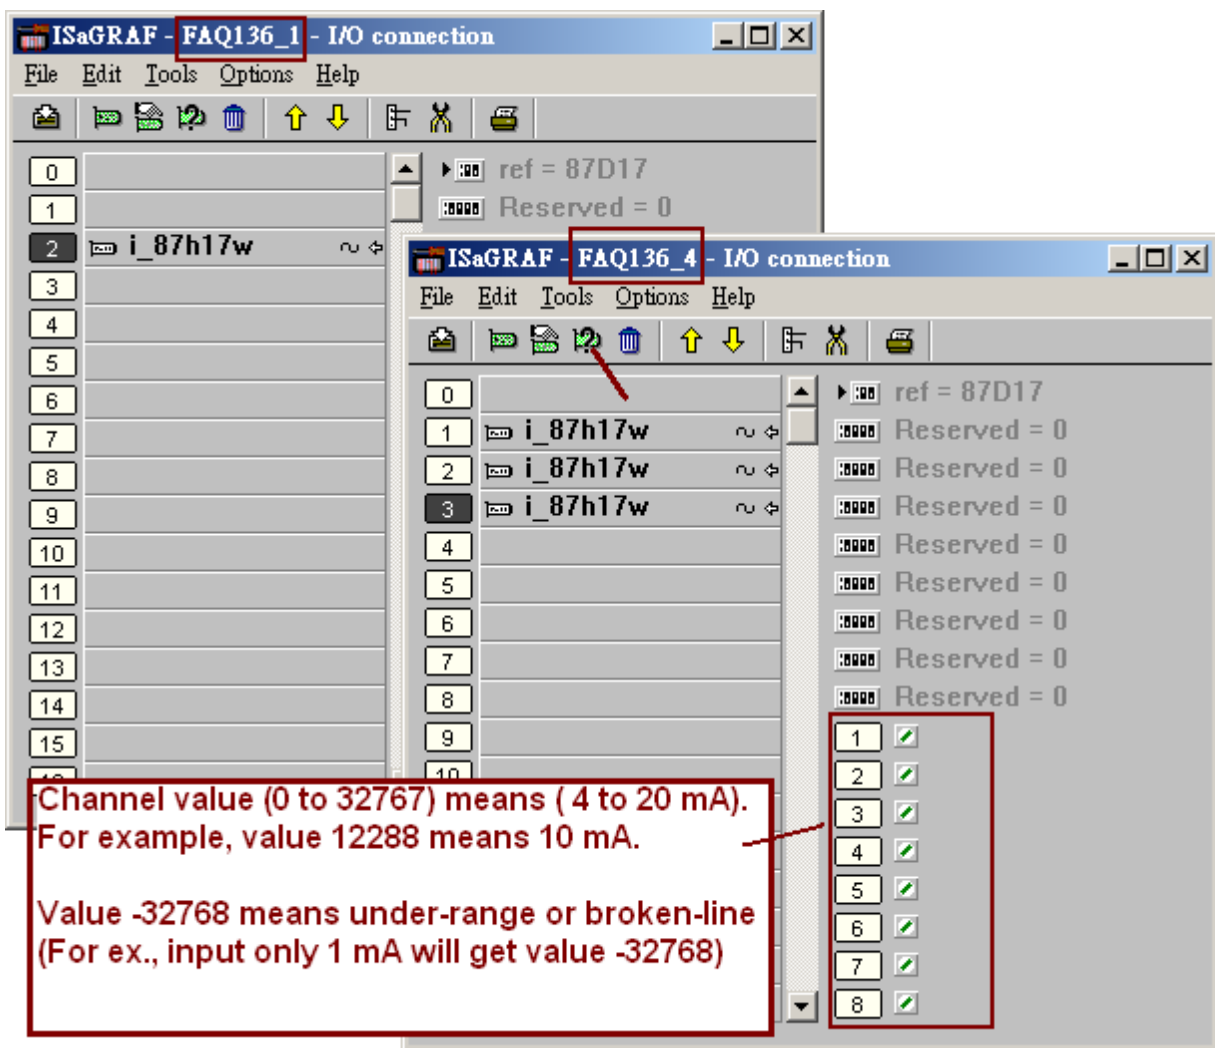 ISaGRAF - FAQ136_1 - I/O connection
File Edit Tools Options Help
0
1
2 i_87h17w
3
4
5
6
7
8
9
10
11
12
13
14
15
ref = 87D17
Reserved = 0
ISaGRAF - FAQ136_4 - I/O connection
File Edit Tools Options Help
0
1 i_87h17w
2 i_87h17w
3 i_87h17w
4
5
6
7
8
9
10
ref = 87D17
Reserved = 0
Reserved = 0
Reserved = 0
Reserved = 0
Reserved = 0
Reserved = 0
Reserved = 0
Reserved = 0
1
2
3
4
5
6
7
8
Channel value (0 to 32767) means ( 4 to 20 mA).
For example, value 12288 means 10 mA.
Value -32768 means under-range or broken-line
(For ex., input only 1 mA will get value -32768)